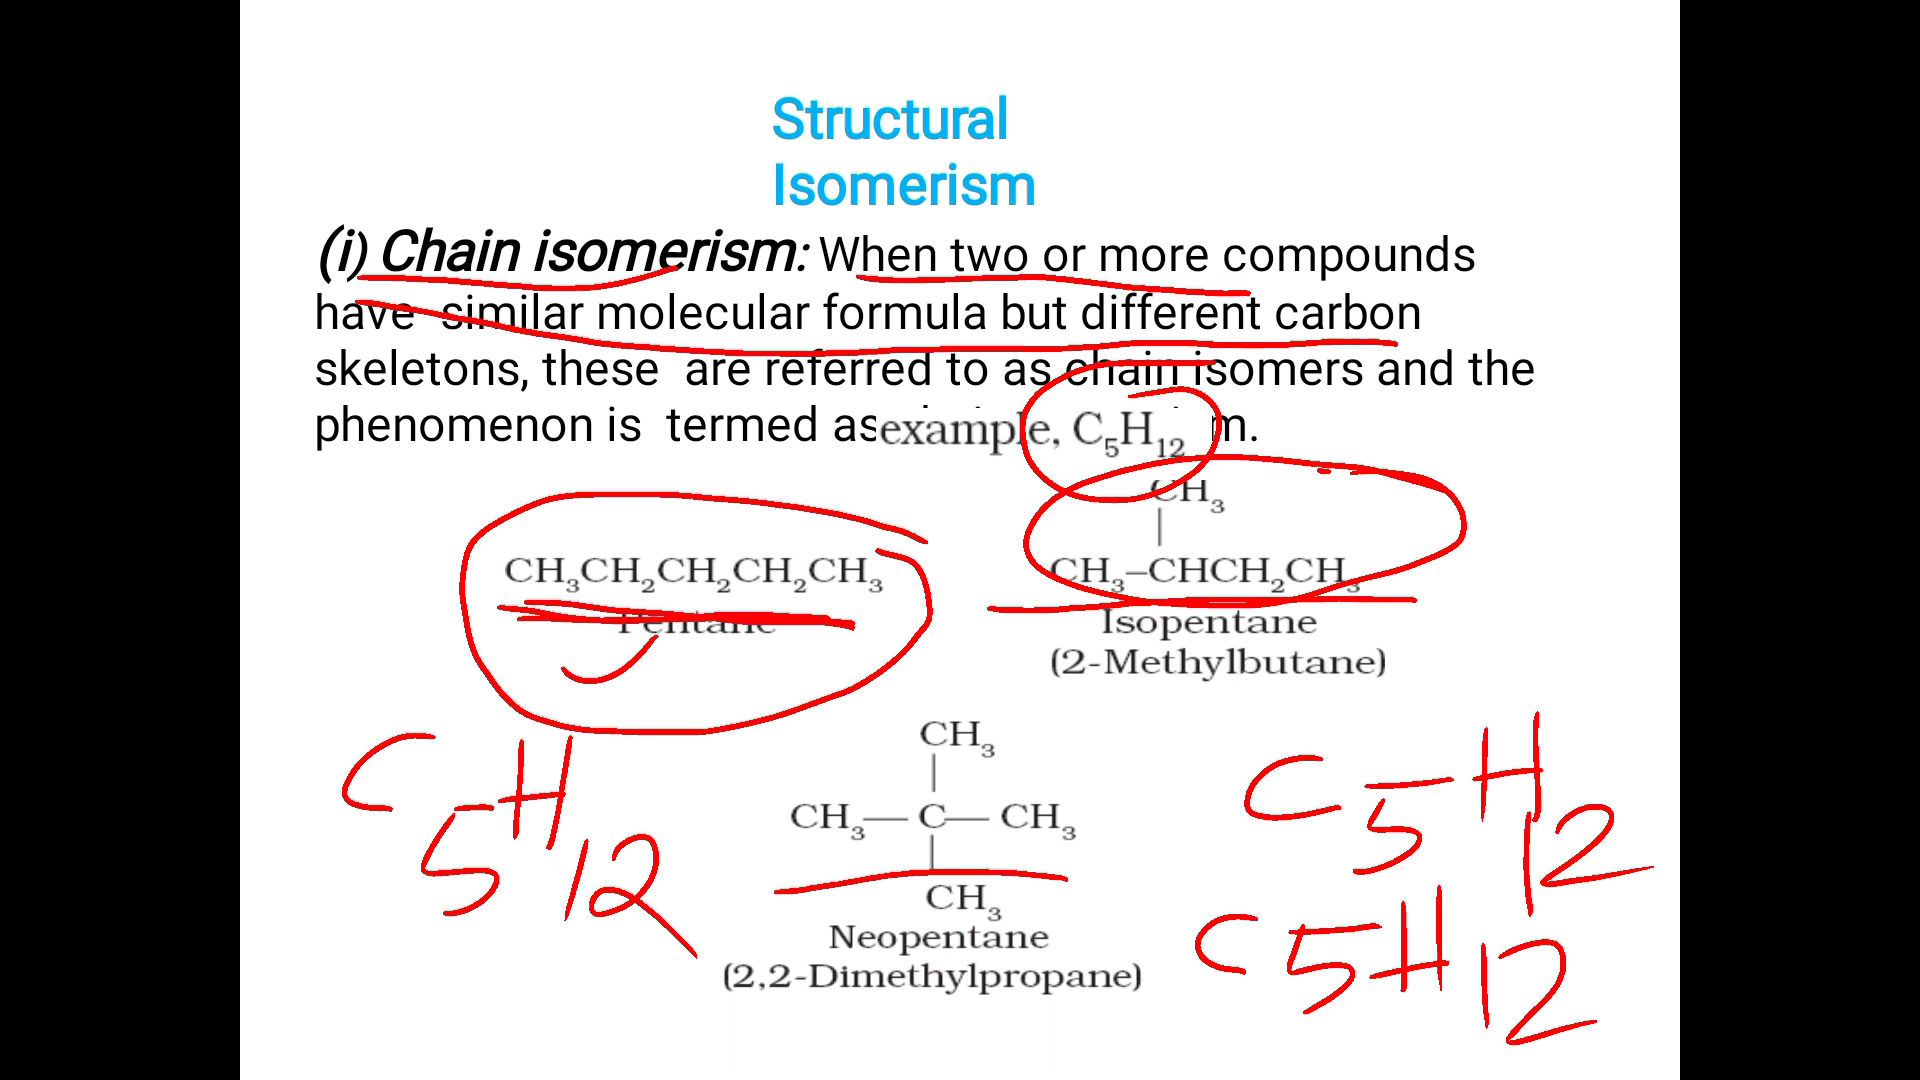 Structural
Isomerism
(i) Chain isomerism: When two or more compounds
have similar molecular formula but different carbon
skeletons, these are referred to as chain isomers and the
phenomenon is termed as example, C₅H₁₂ m.
CH₃
|
CH₃CH₂CH₂CH₂CH₃ CH₃–CHCH₂CH₃
Pentane Isopentane
(2-Methylbutane)
CH₃
|
CH₃— C— CH₃
|
CH₃
Neopentane
(2,2-Dimethylpropane)
C5H12
C5H12
C5H12